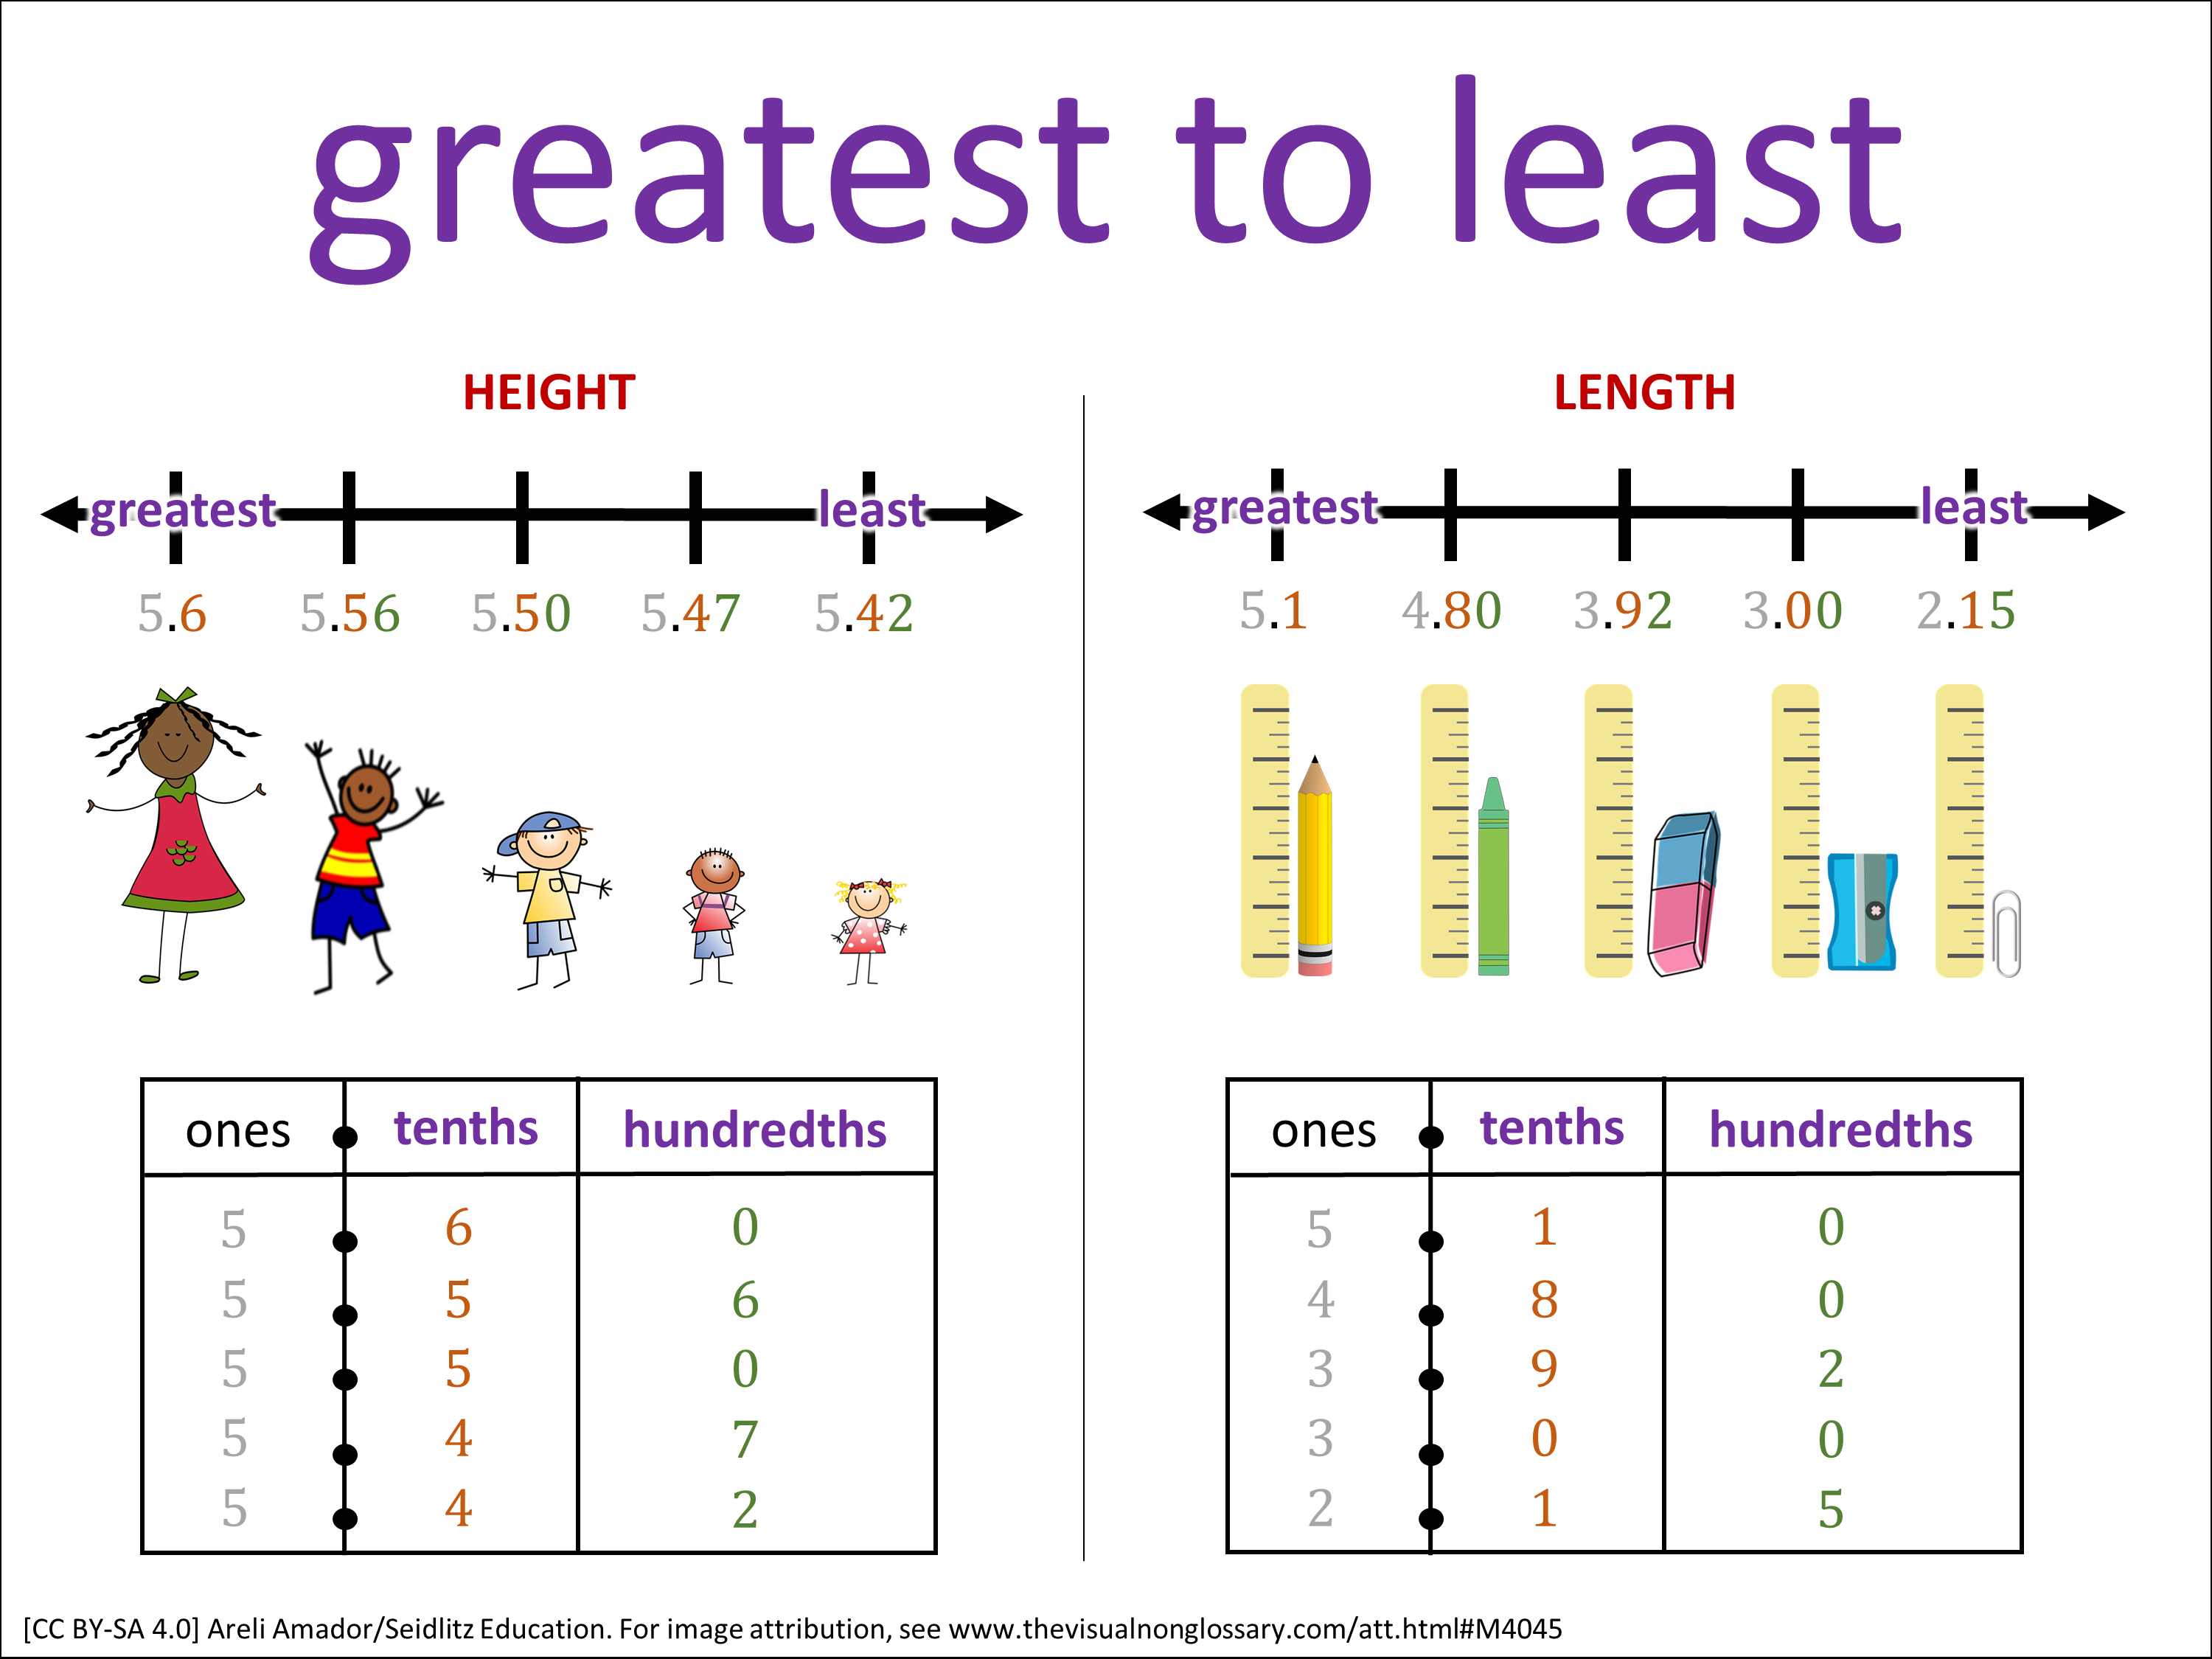 greatest to least
HEIGHT
greatest least
5.6 5.56 5.50 5.47 5.42
ones tenths hundredths
5 6 0
5 5 6
5 5 0
5 4 7
5 4 2
LENGTH
greatest least
5.1 4.80 3.92 3.00 2.15
ones tenths hundredths
5 1 0
4 8 0
3 9 2
3 0 0
2 1 5
[CC BY-SA 4.0] Areli Amador/Seidlitz Education. For image attribution, see www.thevisualnonglossary.com/att.html#M4045